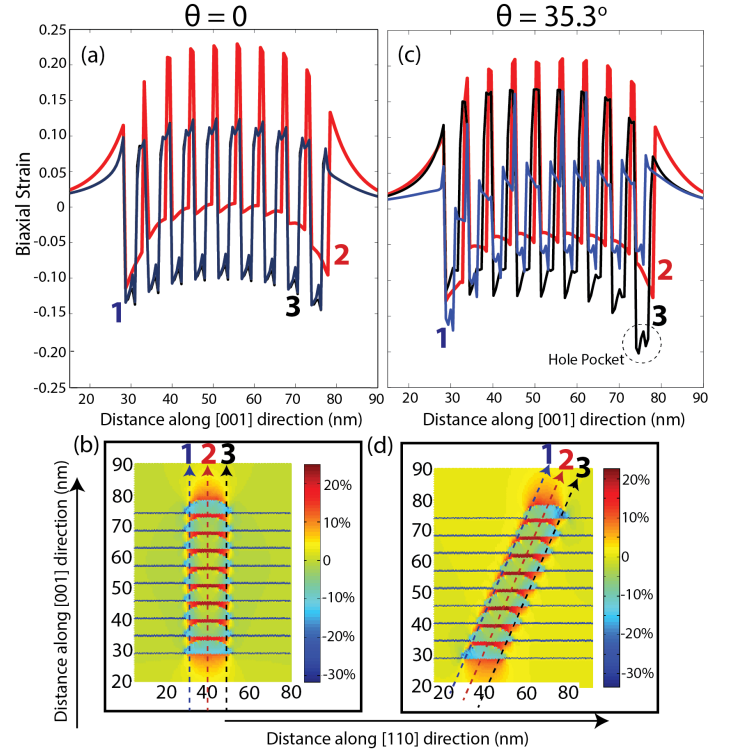 θ = 0
θ = 35.3o
(a)
(c)
0.25
0.20
0.15
0.10
0.05
0
-0.05
-0.10
-0.15
-0.20
-0.25
Biaxial Strain
1
2
3
1
2
3
Hole Pocket
20 30 40 50 60 70 80 90
20 30 40 50 60 70 80 90
Distance along [001] direction (nm)
Distance along [001] direction (nm)
(b)
(d)
1 2 3
1 2 3
Distance along [001] direction (nm)
90
80
70
60
50
40
30
20
20 40 60 80
20%
10%
0
-10%
-20%
-30%
90
80
70
60
50
40
30
20
20 40 60 80
20%
10%
0
-10%
-20%
-30%
Distance along [110] direction (nm)